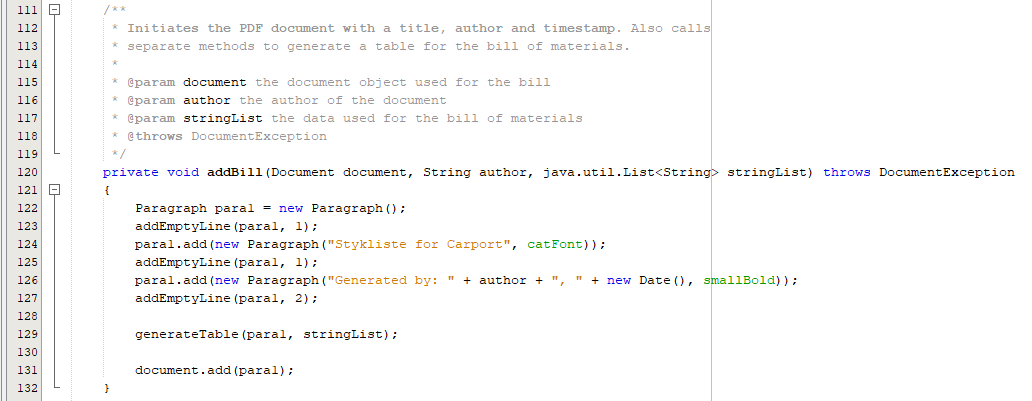 111 /**
112 * Initiates the PDF document with a title, author and timestamp. Also calls
113 * separate methods to generate a table for the bill of materials.
114 *
115 * @param document the document object used for the bill
116 * @param author the author of the document
117 * @param stringList the data used for the bill of materials
118 * @throws DocumentException
119 */
120 private void addBill(Document document, String author, java.util.List<String> stringList) throws DocumentException
121 {
122 Paragraph para1 = new Paragraph();
123 addEmptyLine(para1, 1);
124 para1.add(new Paragraph("Stykliste for Carport", catFont));
125 addEmptyLine(para1, 1);
126 para1.add(new Paragraph("Generated by: " + author + ", " + new Date(), smallBold));
127 addEmptyLine(para1, 2);
128
129 generateTable(para1, stringList);
130
131 document.add(para1);
132 }